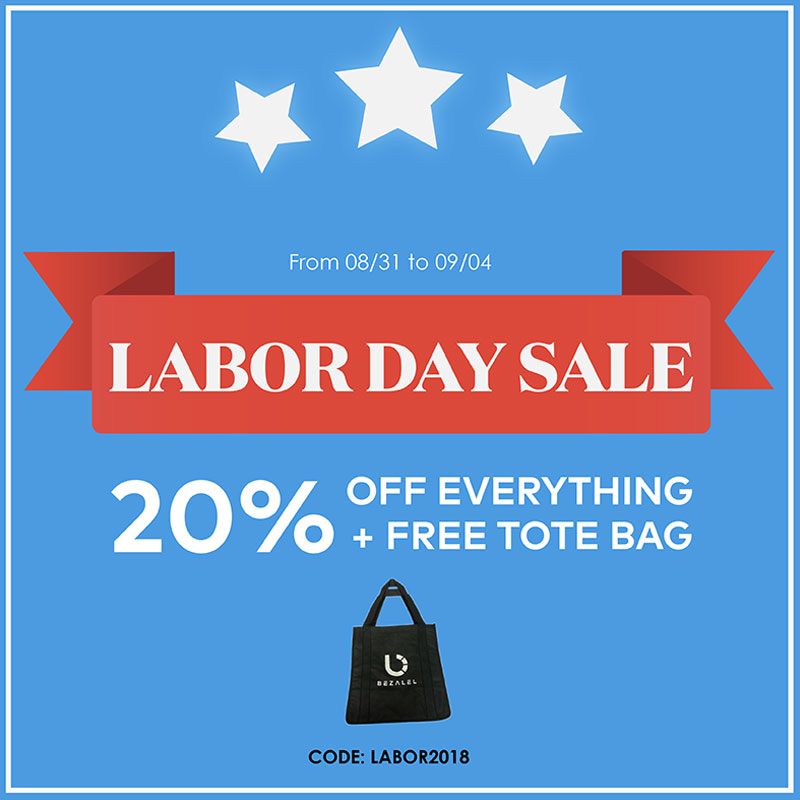 From 08/31 to 09/04
LABOR DAY SALE
20% OFF EVERYTHING
+ FREE TOTE BAG
BEZALEL
CODE: LABOR2018